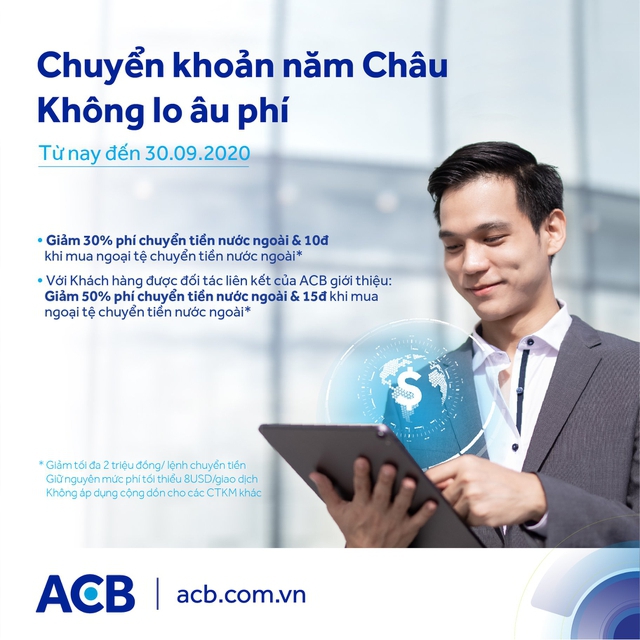 Chuyển khoản năm Châu
Không lo âu phí
Từ nay đến 30.09.2020
• Giảm 30% phí chuyển tiền nước ngoài & 10đ
khi mua ngoại tệ chuyển tiền nước ngoài*
• Với Khách hàng được đối tác liên kết của ACB giới thiệu:
Giảm 50% phí chuyển tiền nước ngoài & 15đ khi mua
ngoại tệ chuyển tiền nước ngoài*
$
* Giảm tối đa 2 triệu đồng/ lệnh chuyển tiền
Giữ nguyên mức phí tối thiểu 8USD/giao dịch
Không áp dụng cộng dồn cho các CTKM khác
ACB | acb.com.vn